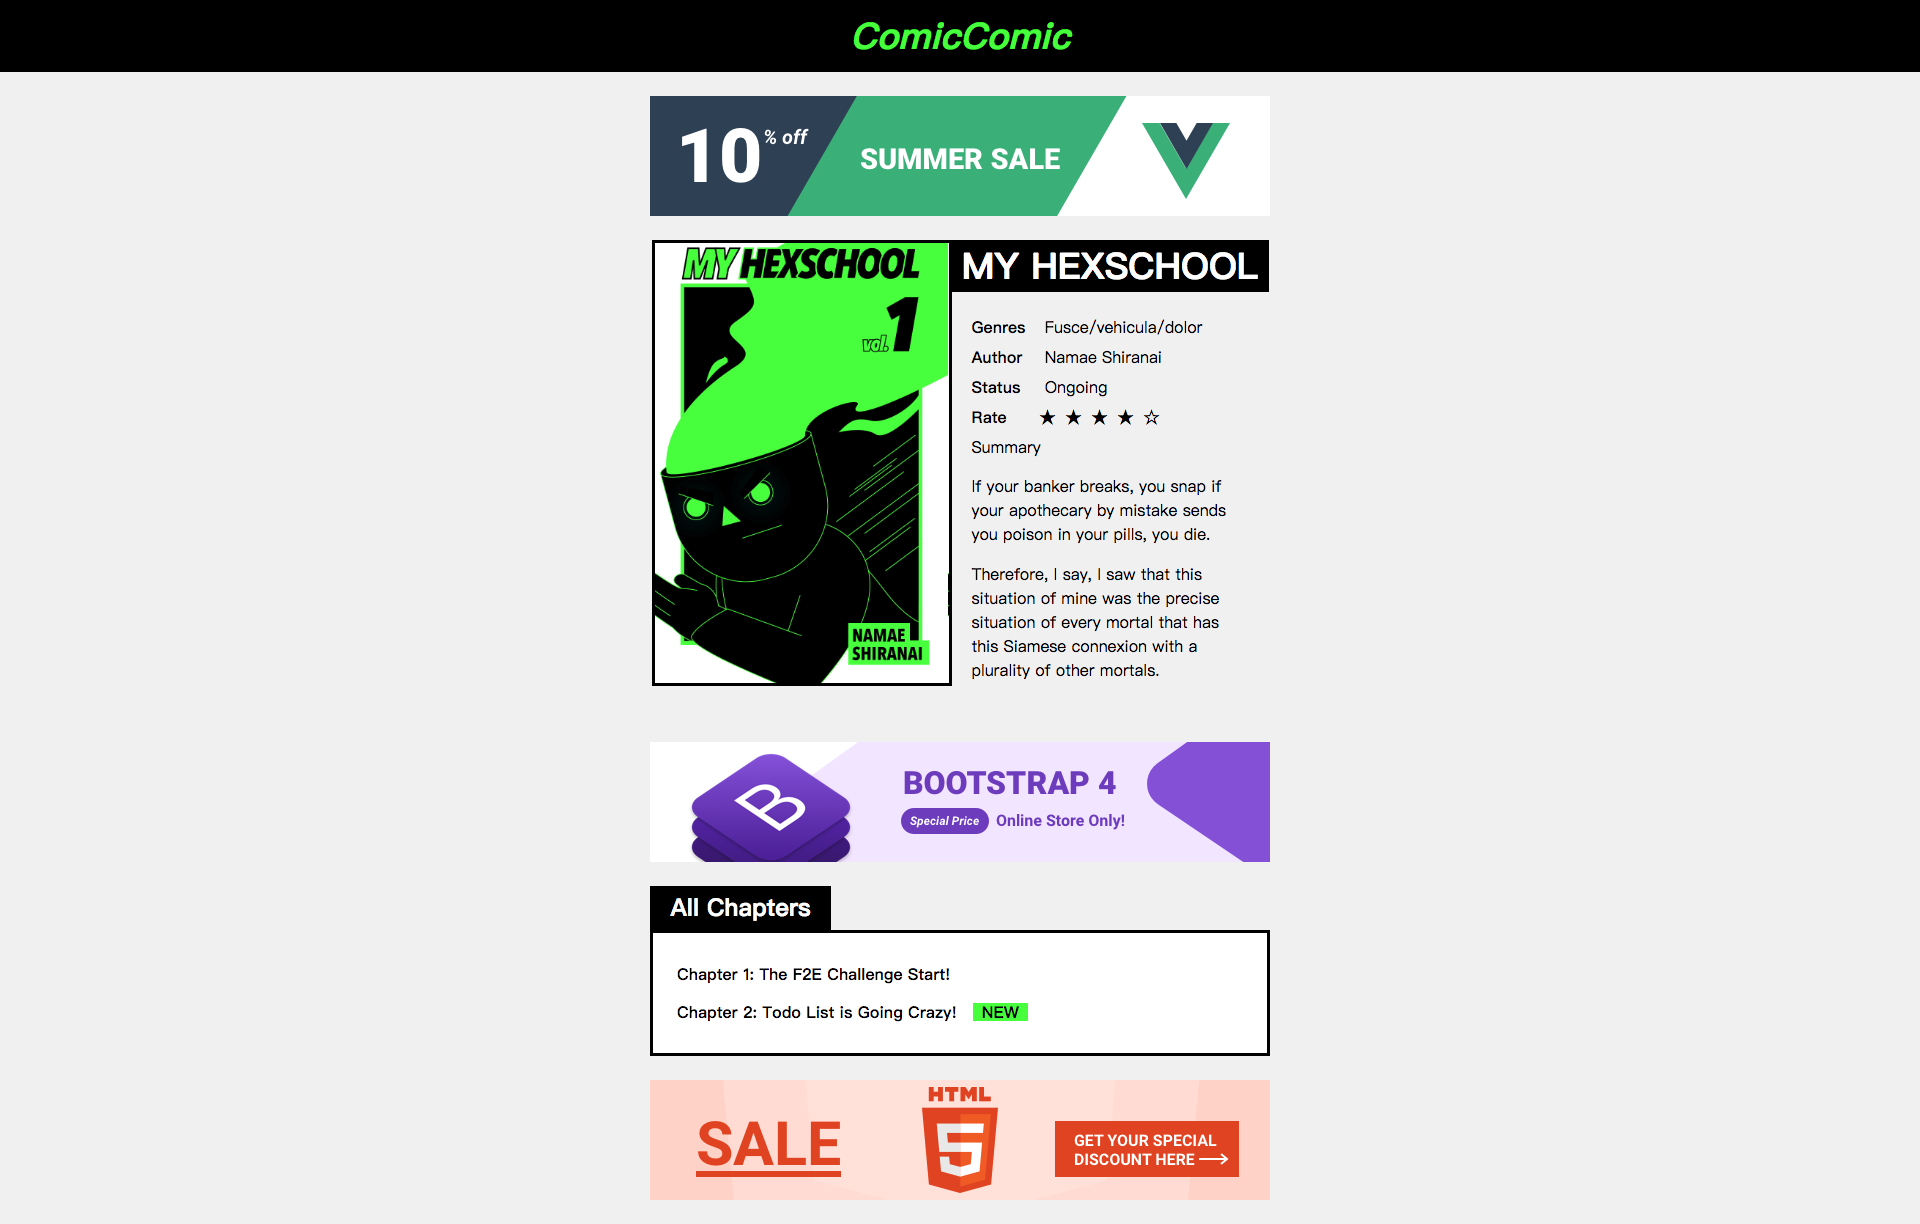 ComicComic
10 % off
SUMMER SALE
MY HEXSCHOOL
vol. 1
NAMAE
SHIRANAI
MY HEXSCHOOL
Genres Fusce/vehicula/dolor
Author Namae Shiranai
Status Ongoing
Rate ★ ★ ★ ★ ☆
Summary
If your banker breaks, you snap if
your apothecary by mistake sends
you poison in your pills, you die.
Therefore, I say, I saw that this
situation of mine was the precise
situation of every mortal that has
this Siamese connexion with a
plurality of other mortals.
B
BOOTSTRAP 4
Special Price Online Store Only!
All Chapters
Chapter 1: The F2E Challenge Start!
Chapter 2: Todo List is Going Crazy! NEW
SALE
HTML
5
GET YOUR SPECIAL
DISCOUNT HERE